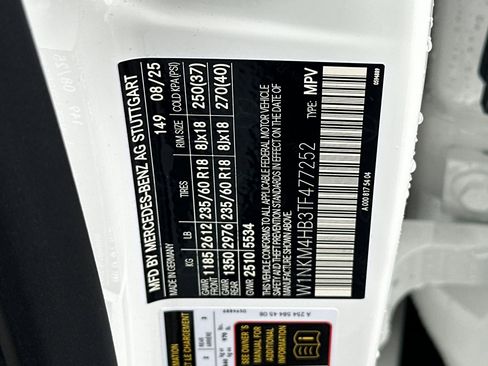 MFD BY MERCEDES-BENZ AG STUTTGART
149 08/25
KG LB TIRES RIM SIZE COLD KPA(PSI)
GAWR FRONT 1185 2612 235/60 R18 8Jx18 250(37)
GAWR REAR 1350 2976 235/60 R18 8Jx18 270(40)
GVWR 2510 5534
THIS VEHICLE CONFORMS TO ALL APPLICABLE FEDERAL MOTOR VEHICLE
SAFETY AND THEFT PREVENTION STANDARDS IN EFFECT ON THE DATE OF
MANUFACTURE SHOWN ABOVE.
W1NKM4HB3TF477252 TYPE: MPV
A 000 817 54 04
A 254 584 45 08
SEE OWNER'S
MANUAL FOR
ADDITIONAL
INFORMATION
ET LE CHARGEMENT